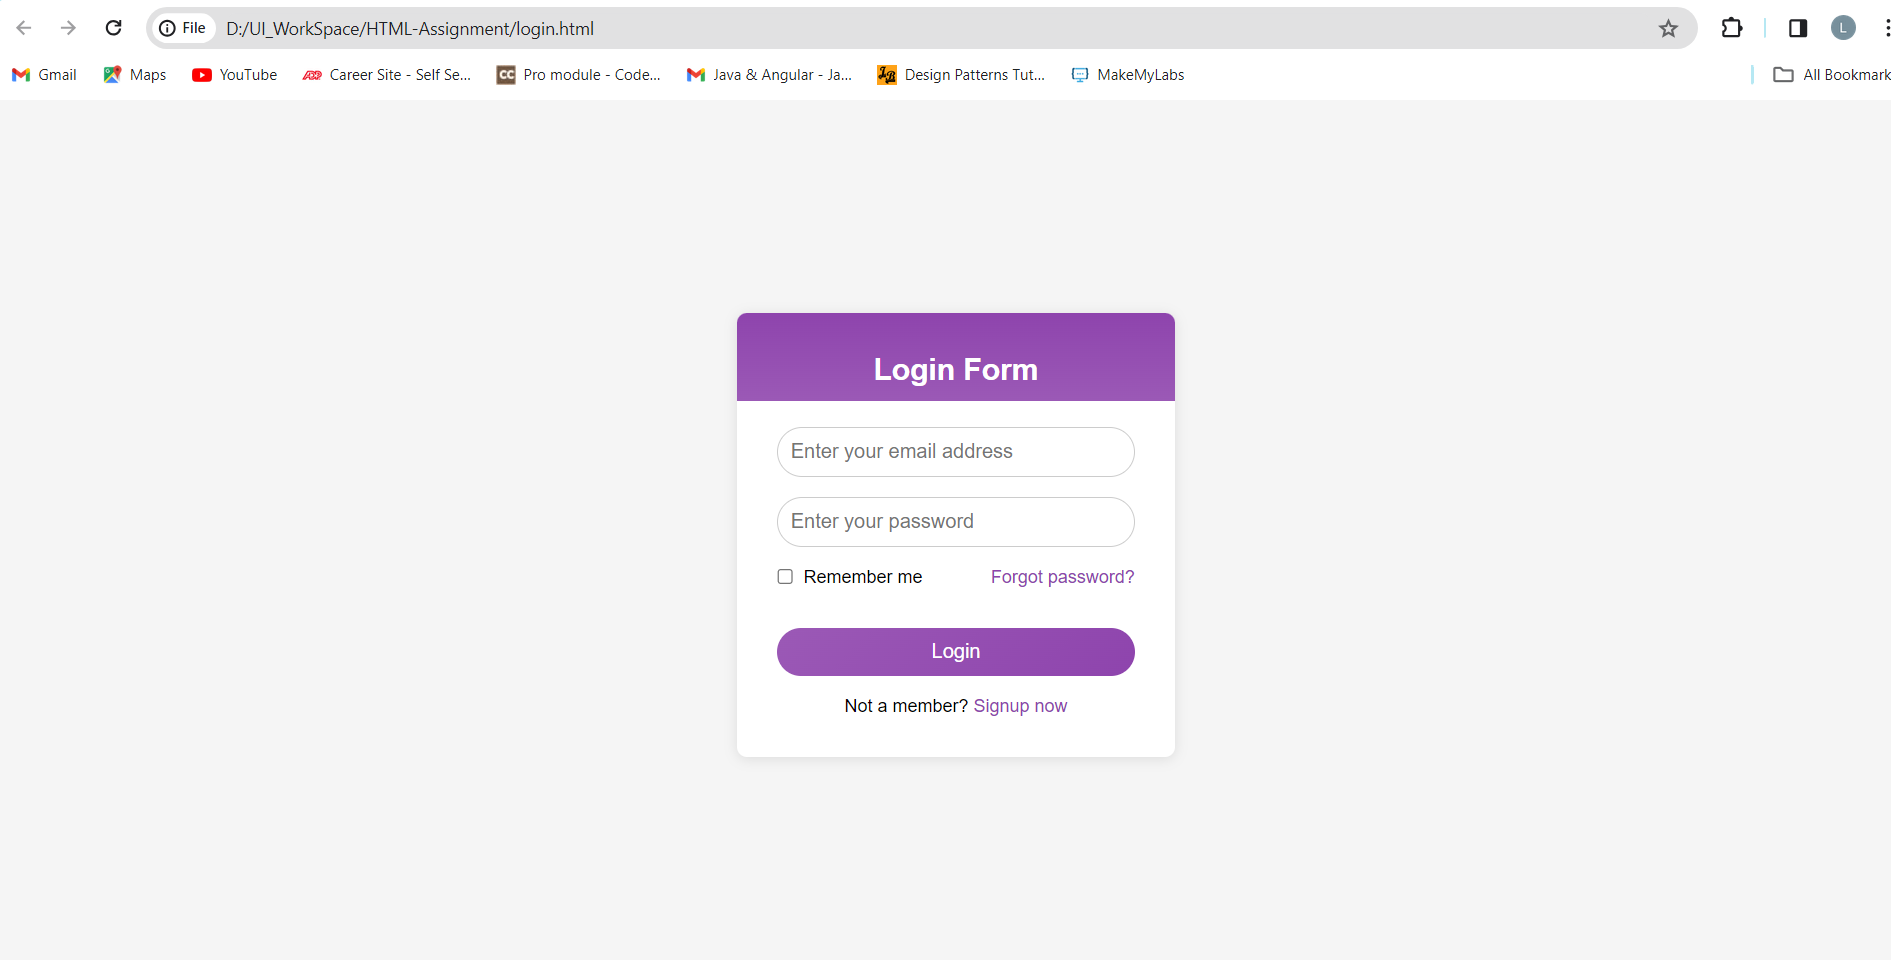 File D:/UI_WorkSpace/HTML-Assignment/login.html L
Gmail Maps YouTube Career Site - Self Se... CC Pro module - Code... Java & Angular - Ja... Design Patterns Tut... MakeMyLabs All Bookmark
Login Form
Enter your email address
Enter your password
Remember me Forgot password?
Login
Not a member? Signup now